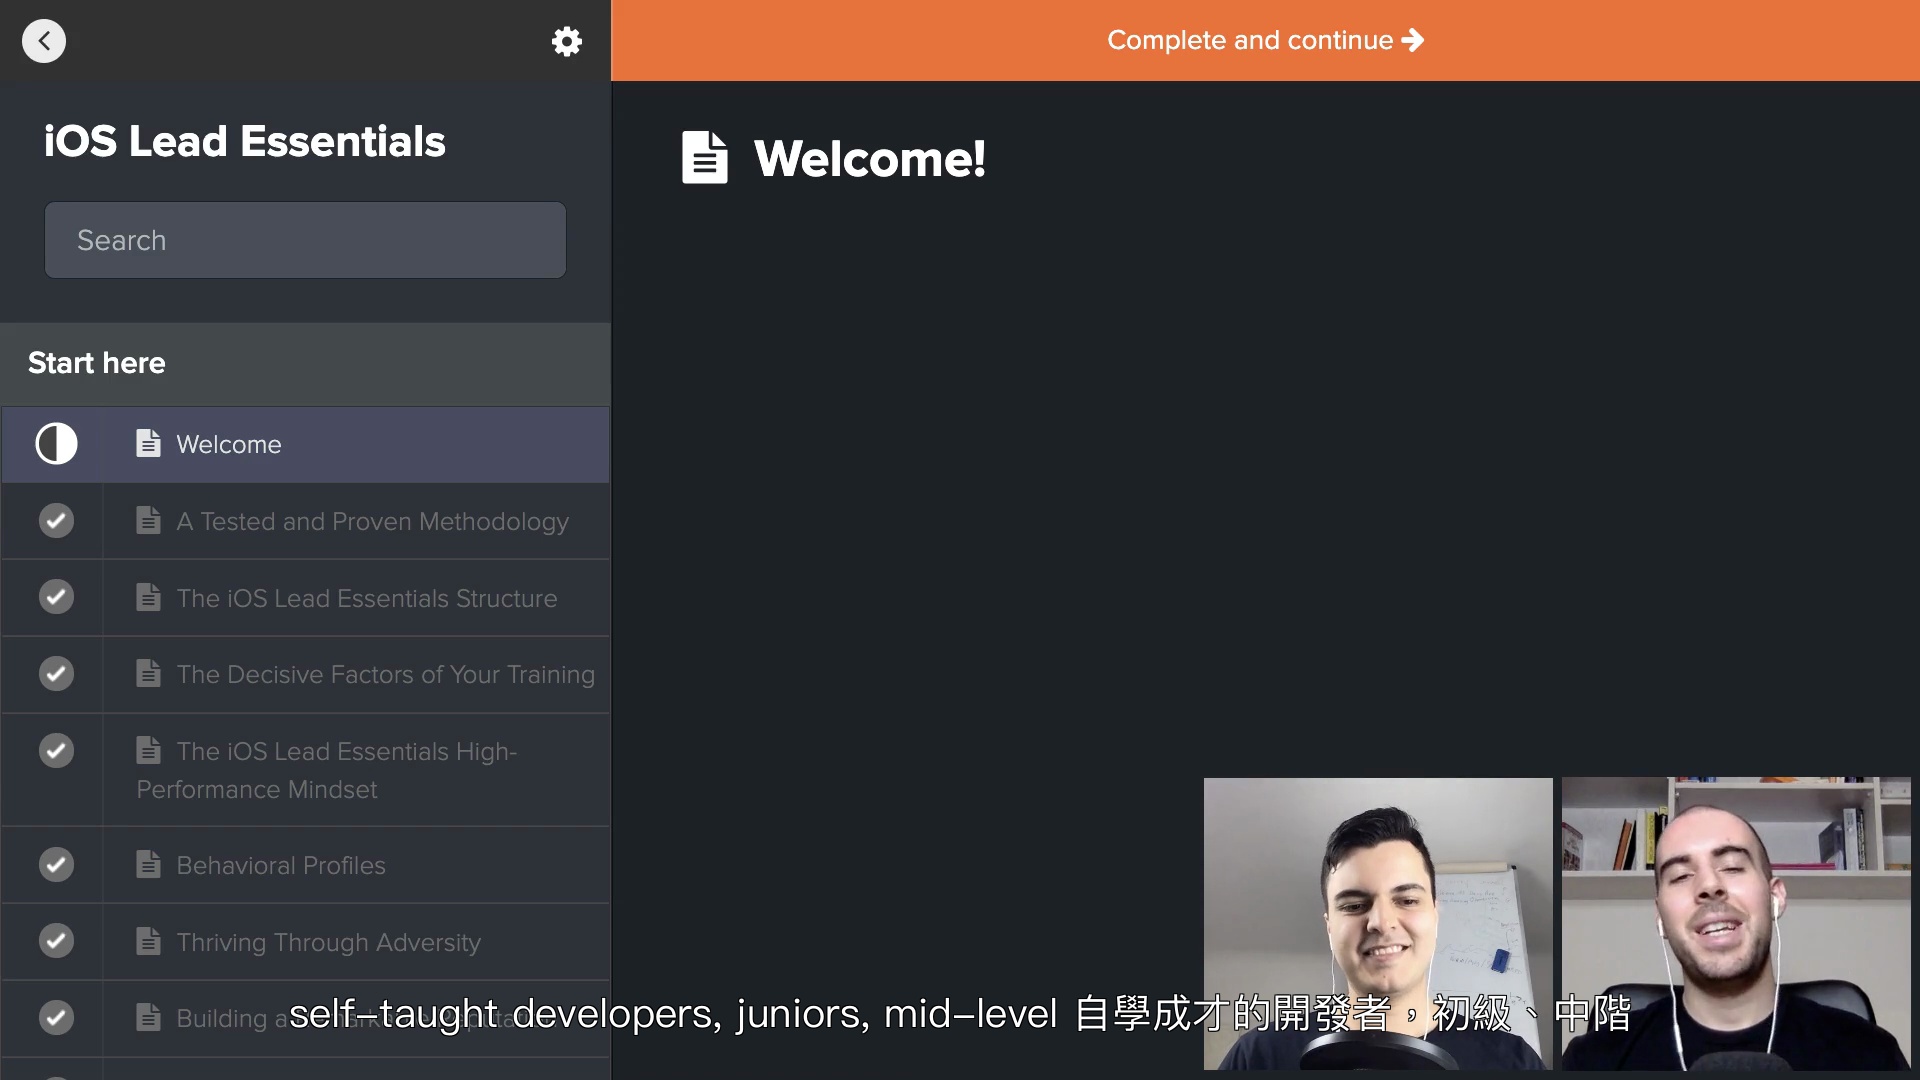 Complete and continue
iOS Lead Essentials
Search
Start here
Welcome
A Tested and Proven Methodology
The iOS Lead Essentials Structure
The Decisive Factors of Your Training
The iOS Lead Essentials High-
Performance Mindset
Behavioral Profiles
Thriving Through Adversity
Building a
Welcome!
self-taught developers, juniors, mid-level 自學成才的開發者，初級、中階